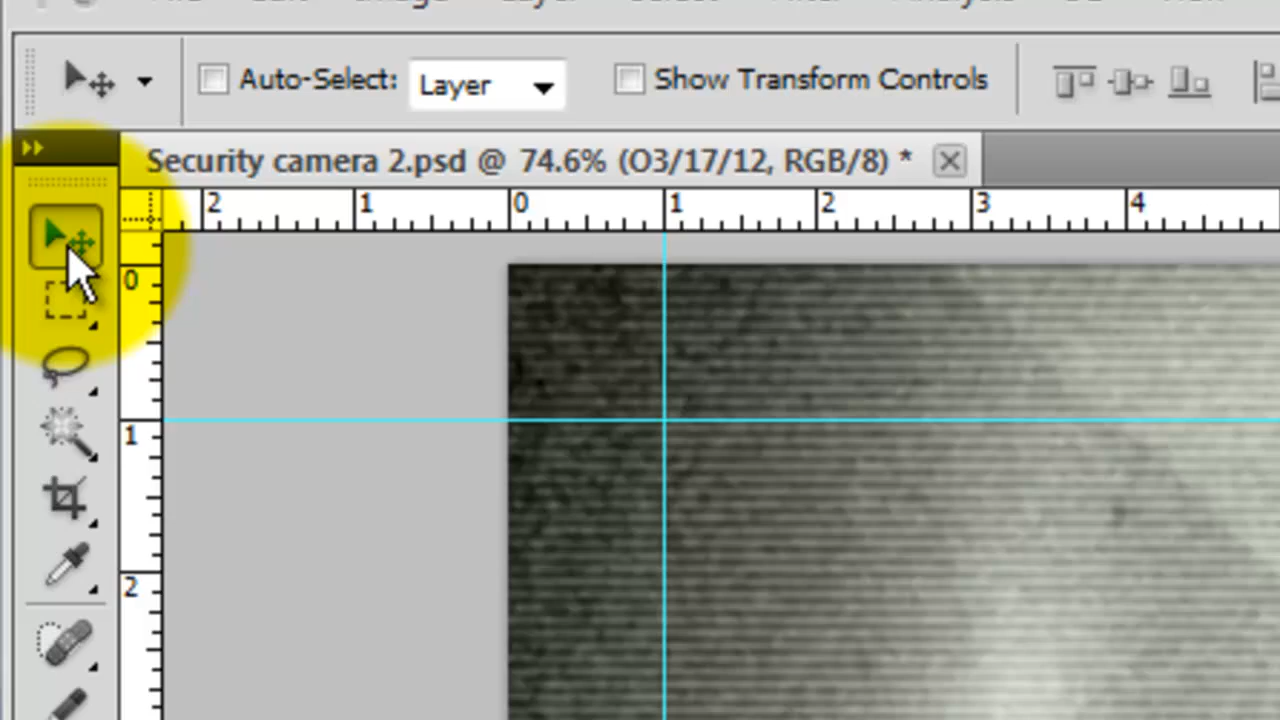 Auto-Select: Layer Show Transform Controls
Security camera 2.psd @ 74.6% (O3/17/12, RGB/8) *
2 1 0 1 2 3 4
0
1
2